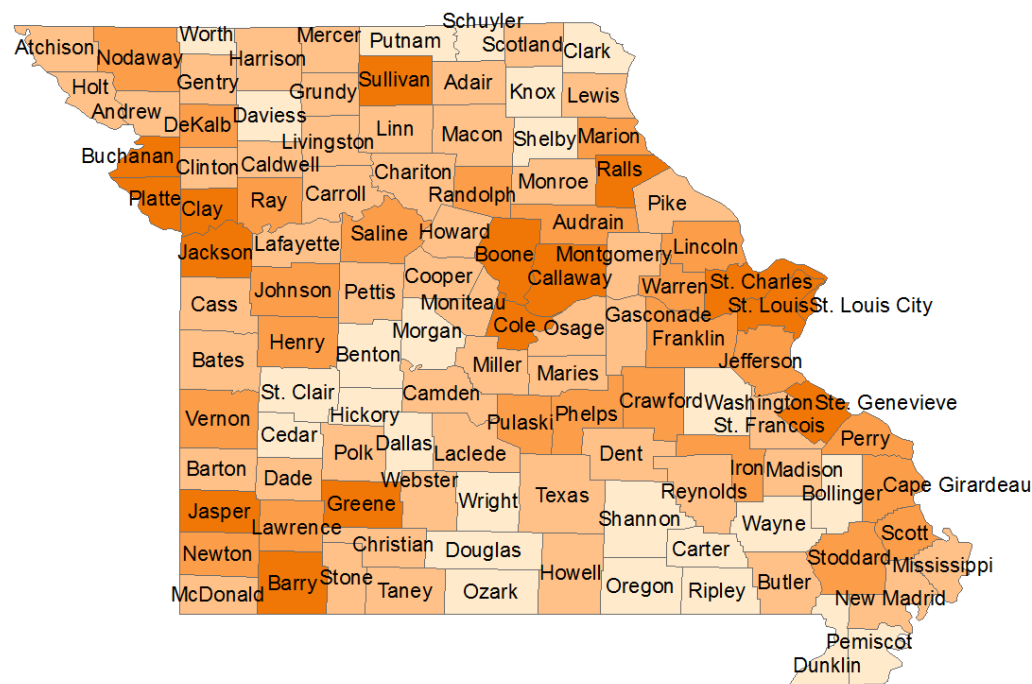 Schuyler
Worth
Mercer
Putnam
Atchison
Nodaway
Harrison
Scotland
Clark
Sullivan
Adair
Holt
Gentry
Grundy
Knox
Lewis
Andrew
Daviess
DeKalb
Livingston
Linn
Macon
Shelby
Marion
Buchanan
Clinton
Caldwell
Chariton
Ralls
Platte
Clay
Ray
Carroll
Randolph
Monroe
Pike
Audrain
Jackson
Lafayette
Saline
Howard
Boone
Montgomery
Lincoln
Callaway
Cass
Johnson
Pettis
Cooper
Moniteau
Warren
St. Charles
St. Louis
St. Louis City
Morgan
Cole
Osage
Gasconade
Franklin
Henry
Benton
Bates
Miller
Maries
Jefferson
St. Clair
Camden
Crawford
Washington
Ste. Genevieve
Vernon
Hickory
Pulaski
Phelps
St. Francois
Cedar
Dallas
Perry
Polk
Laclede
Dent
Barton
Dade
Webster
Iron
Madison
Reynolds
Bollinger
Cape Girardeau
Jasper
Greene
Wright
Texas
Shannon
Wayne
Lawrence
Scott
Newton
Christian
Douglas
Carter
Stoddard
Mississippi
McDonald
Barry
Stone
Taney
Ozark
Howell
Oregon
Ripley
Butler
New Madrid
Pemiscot
Dunklin